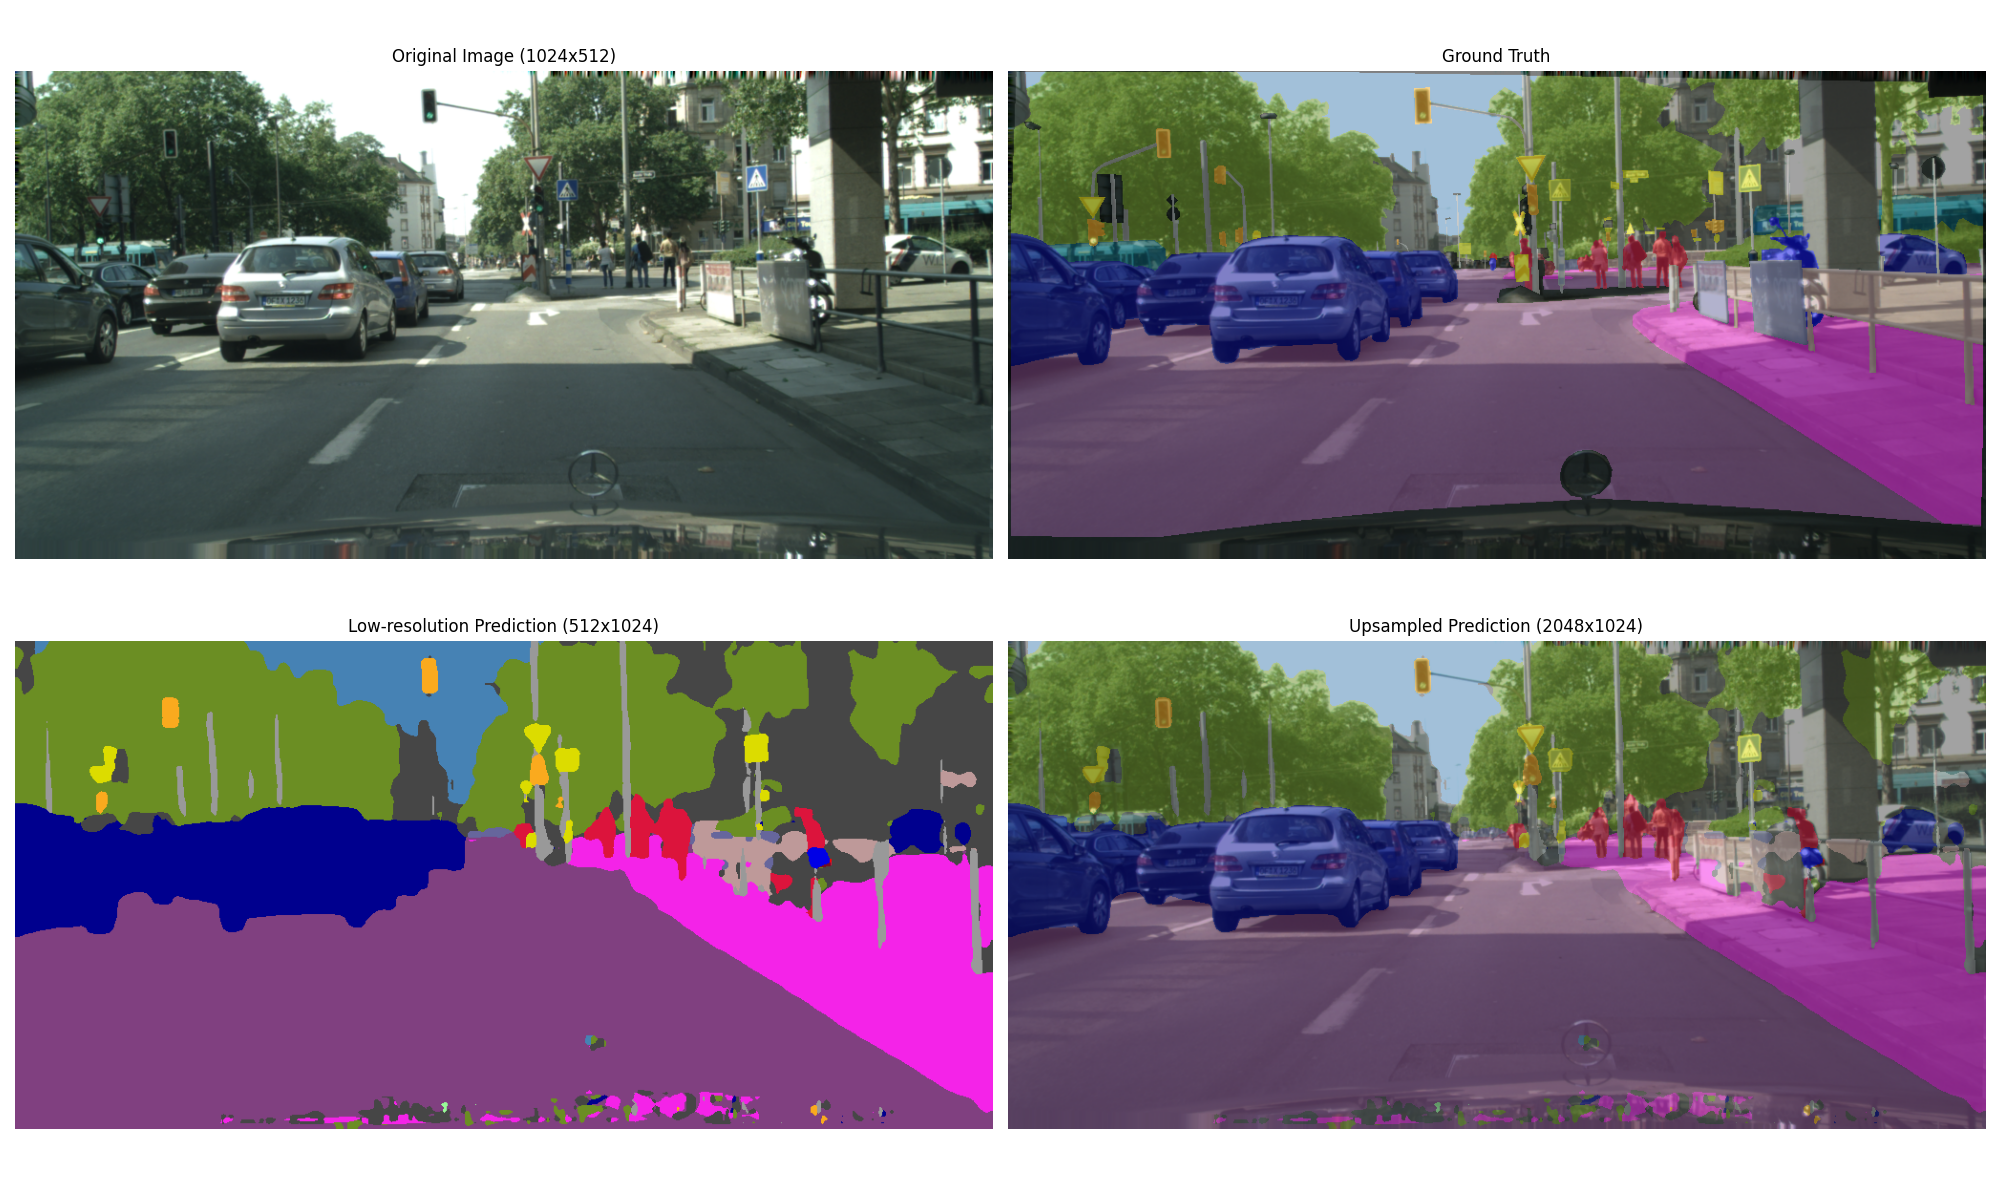 Original Image (1024x512)
Ground Truth
Low-resolution Prediction (512x1024)
Upsampled Prediction (2048x1024)